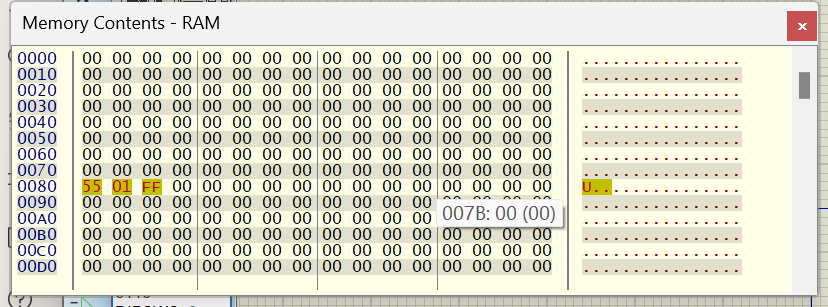 Memory Contents - RAM
0000 00 00 00 00 00 00 00 00 00 00 00 00 00 00 00 00 ................
0010 00 00 00 00 00 00 00 00 00 00 00 00 00 00 00 00 ................
0020 00 00 00 00 00 00 00 00 00 00 00 00 00 00 00 00 ................
0030 00 00 00 00 00 00 00 00 00 00 00 00 00 00 00 00 ................
0040 00 00 00 00 00 00 00 00 00 00 00 00 00 00 00 00 ................
0050 00 00 00 00 00 00 00 00 00 00 00 00 00 00 00 00 ................
0060 00 00 00 00 00 00 00 00 00 00 00 00 00 00 00 00 ................
0070 00 00 00 00 00 00 00 00 00 00 00 00 00 00 00 00 ................
0080 55 01 FF 00 00 00 00 00 00 00 00 00 00 00 00 00 U...............
0090 00 00 00 00 00 00 00 00 00 00 00 00 00 00 00 00 ................
00A0 00 00 00 00 00 00 00 00 00 00 00 00 ................
007B: 00 (00)
00B0 00 00 00 00 00 00 00 00 00 00 00 00 00 00 00 00 ................
00C0 00 00 00 00 00 00 00 00 00 00 00 00 00 00 00 00 ................
00D0 00 00 00 00 00 00 00 00 00 00 00 00 00 00 00 00 ................